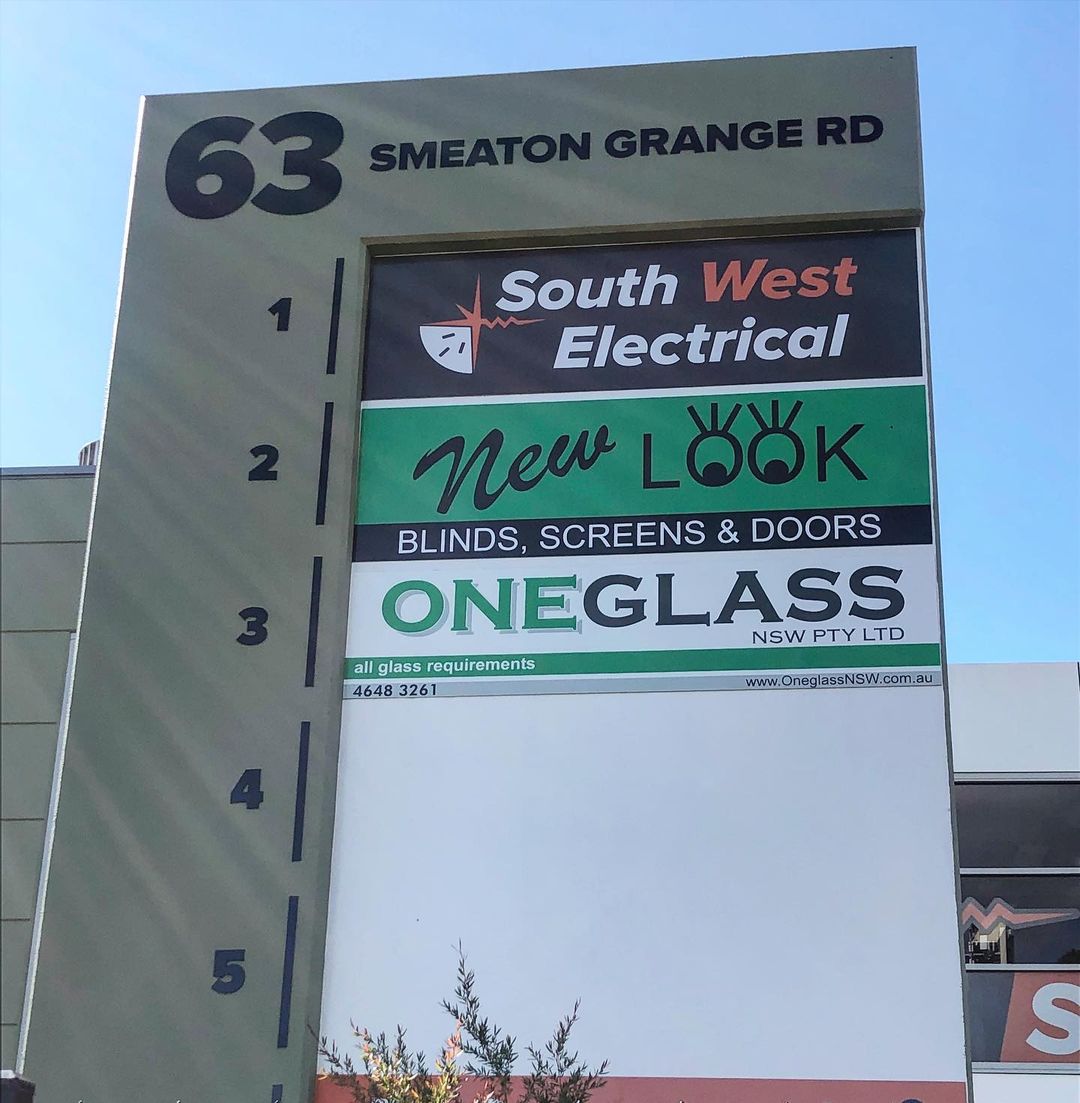 63 SMEATON GRANGE RD
1
South West
Electrical
2
New LOOK
BLINDS, SCREENS & DOORS
3
ONEGLASS
NSW PTY LTD
all glass requirements
4648 3261 www.OneglassNSW.com.au
4
5
S